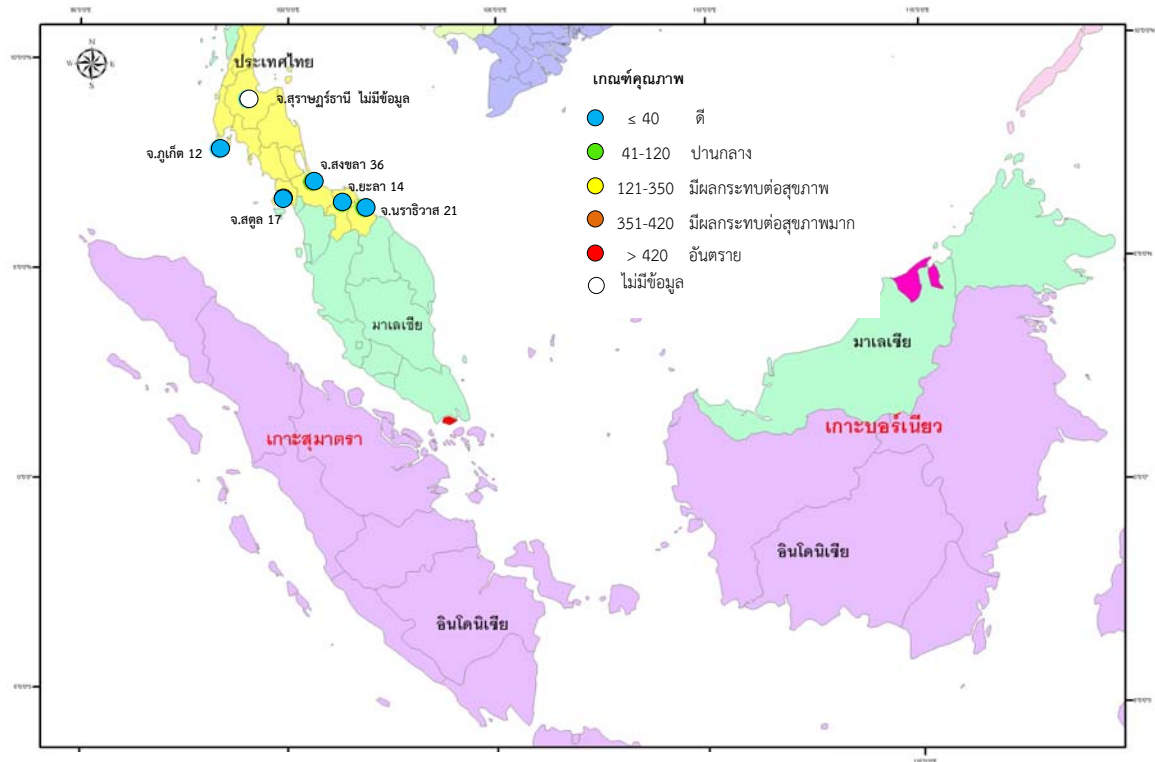 N
W E
S
ประเทศไทย
จ.สุราษฎร์ธานี ไม่มีข้อมูล
จ.ภูเก็ต 12
จ.สงขลา 36
จ.ยะลา 14
จ.สตูล 17
จ.นราธิวาส 21
เกณฑ์คุณภาพ
≤ 40 ดี
41-120 ปานกลาง
121-350 มีผลกระทบต่อสุขภาพ
351-420 มีผลกระทบต่อสุขภาพมาก
> 420 อันตราย
ไม่มีข้อมูล
มาเลเซีย
มาเลเซีย
เกาะสุมาตรา
เกาะบอร์เนียว
อินโดนิเซีย
อินโดนิเซีย